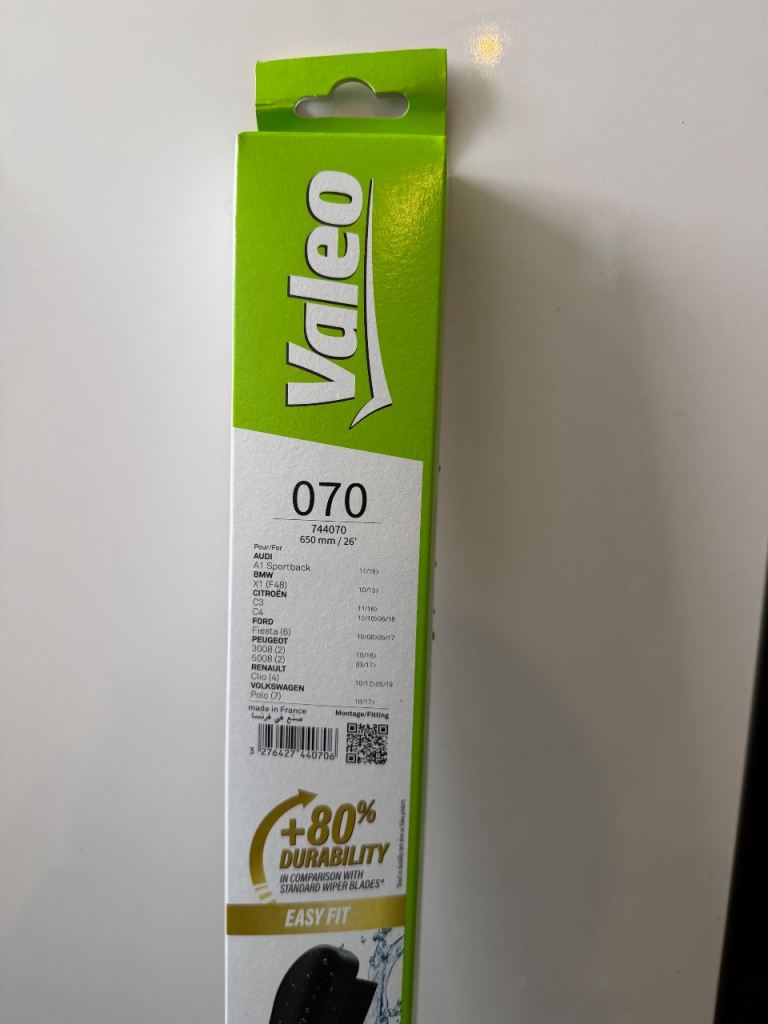 Valeo
070
744070
650 mm / 26'
Pour/For
AUDI
A1 Sportback 11/18>
BMW
X1 (F48) 10/15>
CITROËN
C3 11/16>
C4 12/10>06/18
FORD
Fiesta (6) 10/08>05/17
PEUGEOT
3008 (2) 10/16>
5008 (2) 03/17>
RENAULT
Clio (4) 10/12>05/19
VOLKSWAGEN
Polo (7) 10/17>
made in France
صنع في فرنسا
Montage/Fitting
3 276427 440706
+80%
DURABILITY
IN COMPARISON WITH
STANDARD WIPER BLADES*
EASY FIT